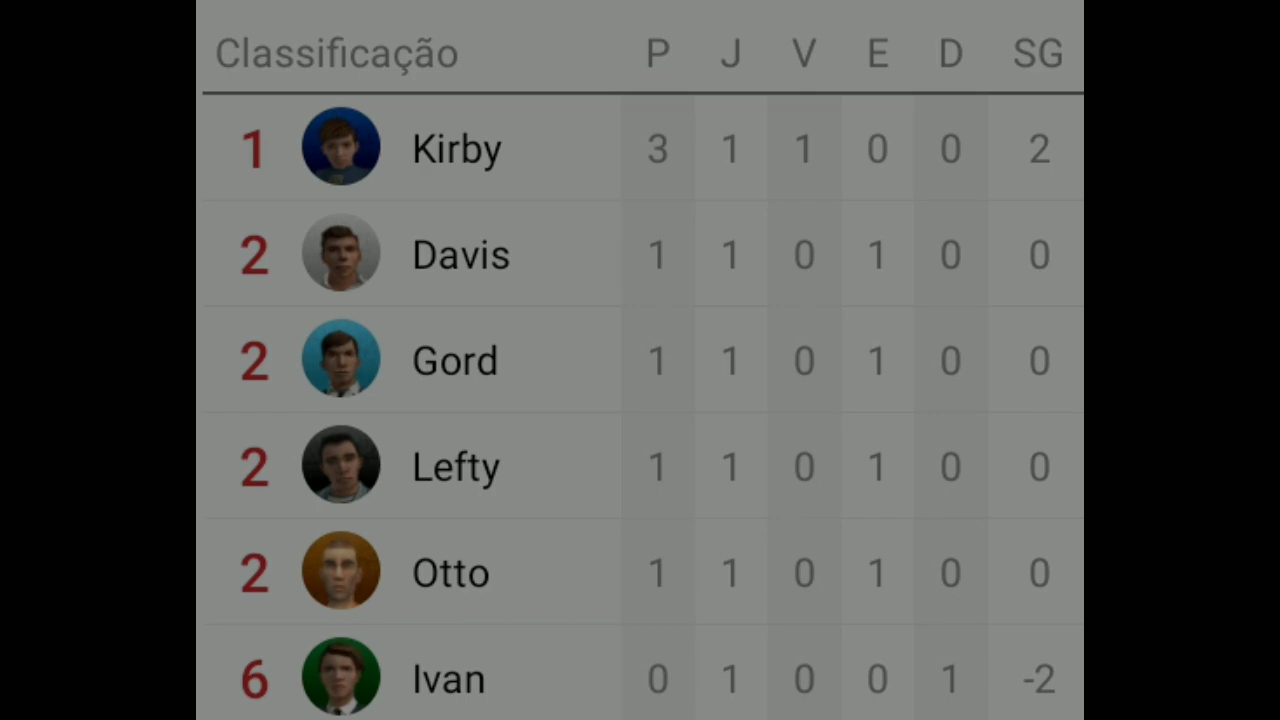 Classificação P J V E D SG
1 Kirby 3 1 1 0 0 2
2 Davis 1 1 0 1 0 0
2 Gord 1 1 0 1 0 0
2 Lefty 1 1 0 1 0 0
2 Otto 1 1 0 1 0 0
6 Ivan 0 1 0 0 1 -2